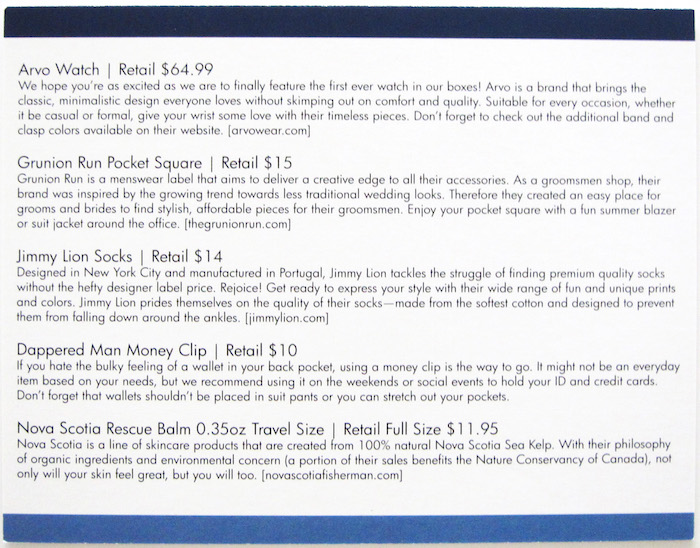 Arvo Watch | Retail $64.99
We hope you're as excited as we are to finally feature the first ever watch in our boxes! Arvo is a brand that brings the
classic, minimalistic design everyone loves without skimping out on comfort and quality. Suitable for every occasion, whether
it be casual or formal, give your wrist some love with their timeless pieces. Don't forget to check out the additional band and
clasp colors available on their website. [arvowear.com]
Grunion Run Pocket Square | Retail $15
Grunion Run is a menswear label that aims to deliver a creative edge to all their accessories. As a groomsmen shop, their
brand was inspired by the growing trend towards less traditional wedding looks. Therefore they created an easy place for
grooms and brides to find stylish, affordable pieces for their groomsmen. Enjoy your pocket square with a fun summer blazer
or suit jacket around the office. [thegrunionrun.com]
Jimmy Lion Socks | Retail $14
Designed in New York City and manufactured in Portugal, Jimmy Lion tackles the struggle of finding premium quality socks
without the hefty designer label price. Rejoice! Get ready to express your style with their wide range of fun and unique prints
and colors. Jimmy Lion prides themselves on the quality of their socks—made from the softest cotton and designed to prevent
them from falling down around the ankles. [jimmylion.com]
Dappered Man Money Clip | Retail $10
If you hate the bulky feeling of a wallet in your back pocket, using a money clip is the way to go. It might not be an everyday
item based on your needs, but we recommend using it on the weekends or social events to hold your ID and credit cards.
Don't forget that wallets shouldn't be placed in suit pants or you can stretch out your pockets.
Nova Scotia Rescue Balm 0.35oz Travel Size | Retail Full Size $11.95
Nova Scotia is a line of skincare products that are created from 100% natural Nova Scotia Sea Kelp. With their philosophy
of organic ingredients and environmental concern (a portion of their sales benefits the Nature Conservancy of Canada), not
only will your skin feel great, but you will too. [novascotiafisherman.com]